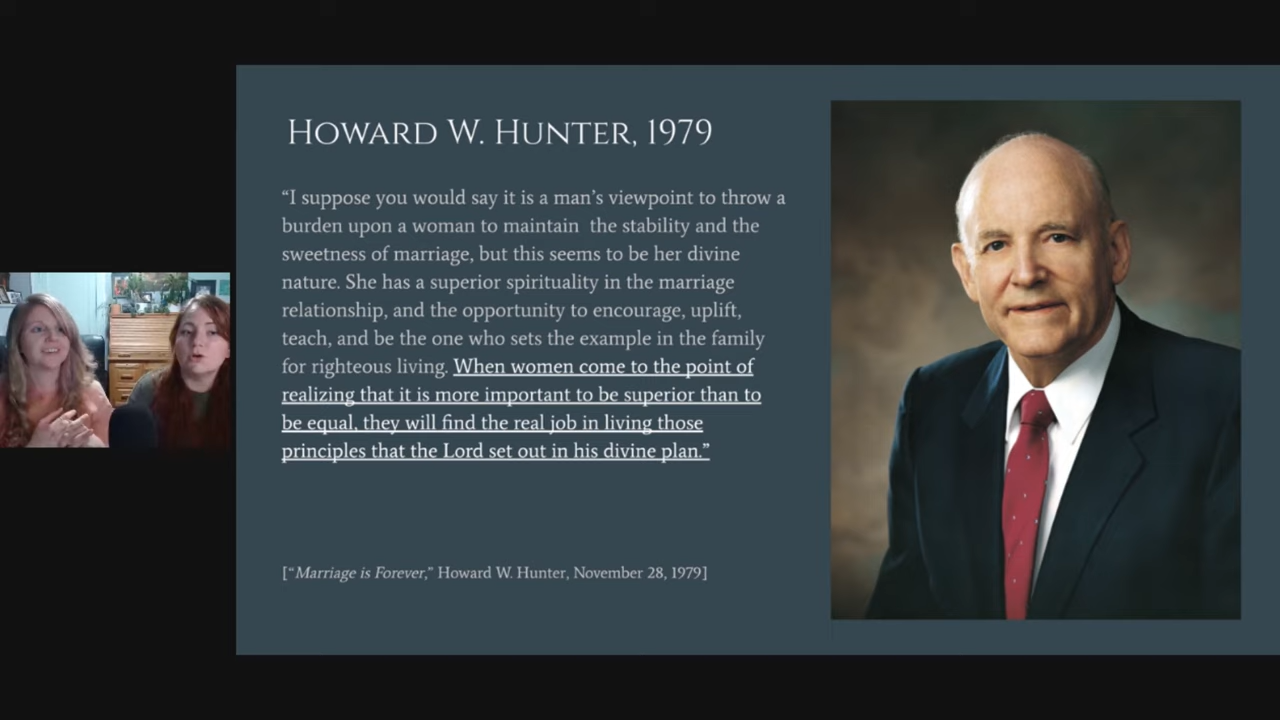 Howard W. Hunter, 1979
“I suppose you would say it is a man’s viewpoint to throw a
burden upon a woman to maintain  the stability and the
sweetness of marriage, but this seems to be her divine
nature. She has a superior spirituality in the marriage
relationship, and the opportunity to encourage, uplift,
teach, and be the one who sets the example in the family
for righteous living. When women come to the point of
realizing that it is more important to be superior than to
be equal, they will find the real job in living those
principles that the Lord set out in his divine plan.”
[“Marriage is Forever,” Howard W. Hunter, November 28, 1979]